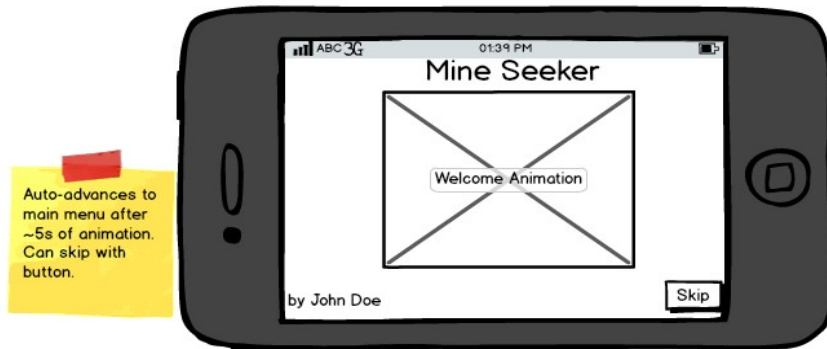 ABC 3G 01:39 PM
Mine Seeker
Welcome Animation
Auto-advances to
main menu after
~5s of animation.
Can skip with
button.
by John Doe
Skip